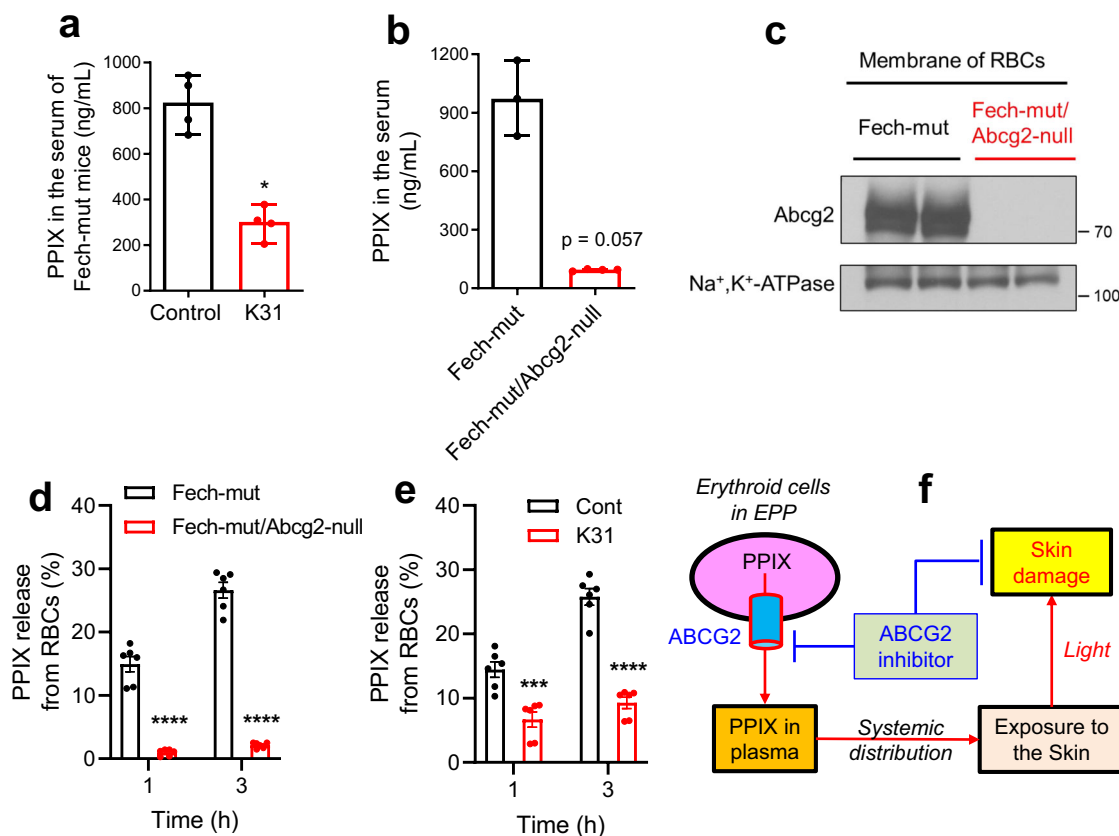 a
PPIX in the serum of
Fech-mut mice (ng/mL)
1000
800
600
400
200
0
*
Control
K31
b
PPIX in the serum
(ng/mL)
1200
900
600
300
0
p = 0.057
Fech-mut
Fech-mut/Abcg2-null
c
Membrane of RBCs
Fech-mut
Fech-mut/
Abcg2-null
Abcg2
70
Na⁺,K⁺-ATPase
100
d
Fech-mut
Fech-mut/Abcg2-null
PPIX release
from RBCs (%)
40
30
20
10
0
****
****
1
3
Time (h)
e
Cont
K31
PPIX release
from RBCs (%)
40
30
20
10
0
***
****
1
3
Time (h)
f
Erythroid cells
in EPP
PPIX
ABCG2
ABCG2
inhibitor
Skin
damage
Light
PPIX in
plasma
Systemic
distribution
Exposure to
the Skin